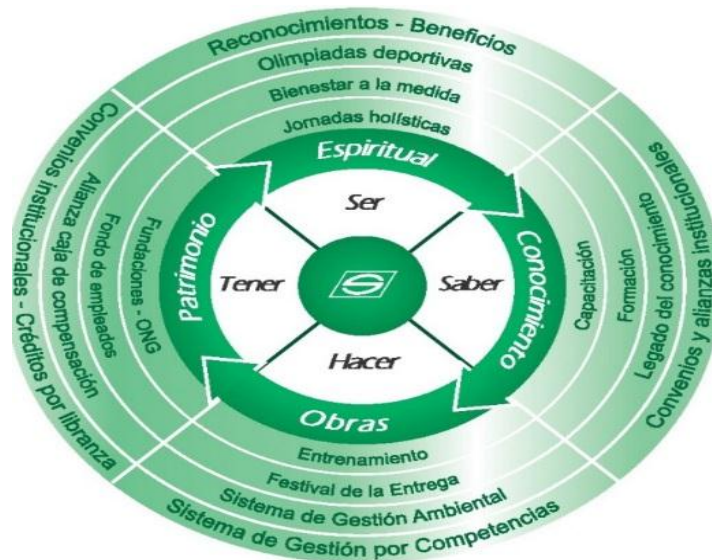 Reconocimientos - Beneficios
Olimpiadas deportivas
Bienestar a la medida
Jornadas holísticas
Espiritual
Ser
Convenios institucionales - Créditos por libranza
Alianza caja de compensación
Fondo de empleados
Fundaciones - ONG
Patrimonio
Tener
Saber
Conocimiento
Capacitación
Formación
Legado del conocimiento
Convenios y alianzas institucionales
Hacer
Obras
Entrenamiento
Festival de la Entrega
Sistema de Gestión Ambiental
Sistema de Gestión por Competencias